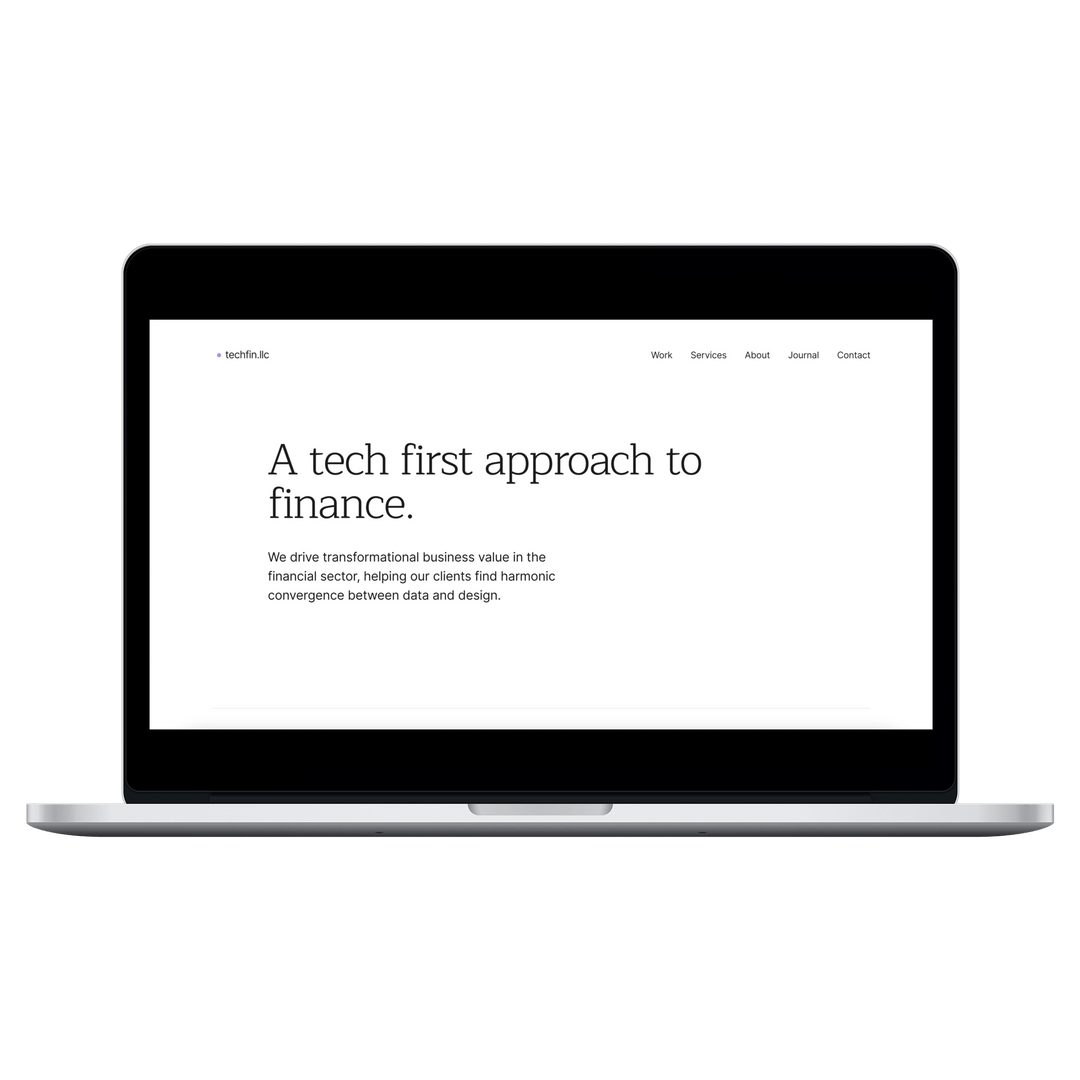 techfin.llc
Work Services About Journal Contact
A tech first approach to
finance.
We drive transformational business value in the
financial sector, helping our clients find harmonic
convergence between data and design.